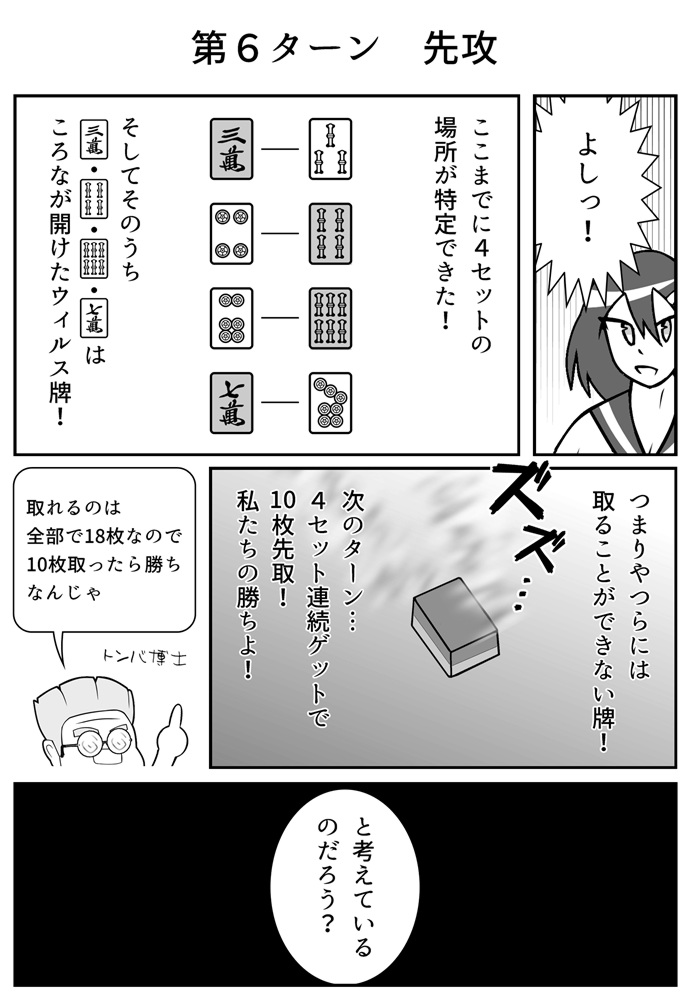 第６ターン　先攻
よしっ！
ここまでに４セットの
場所が特定できた！
三萬
七萬
そしてそのうち
三萬・・・七萬は
ころなが開けたウィルス牌！
つまりやつらには
取ることができない牌！
ズズ…
次のターン…
４セット連続ゲットで
10枚先取！
私たちの勝ちよ！
取れるのは
全部で18枚なので
10枚取ったら勝ち
なんじゃ
トンパ博士
と考えている
のだろう？